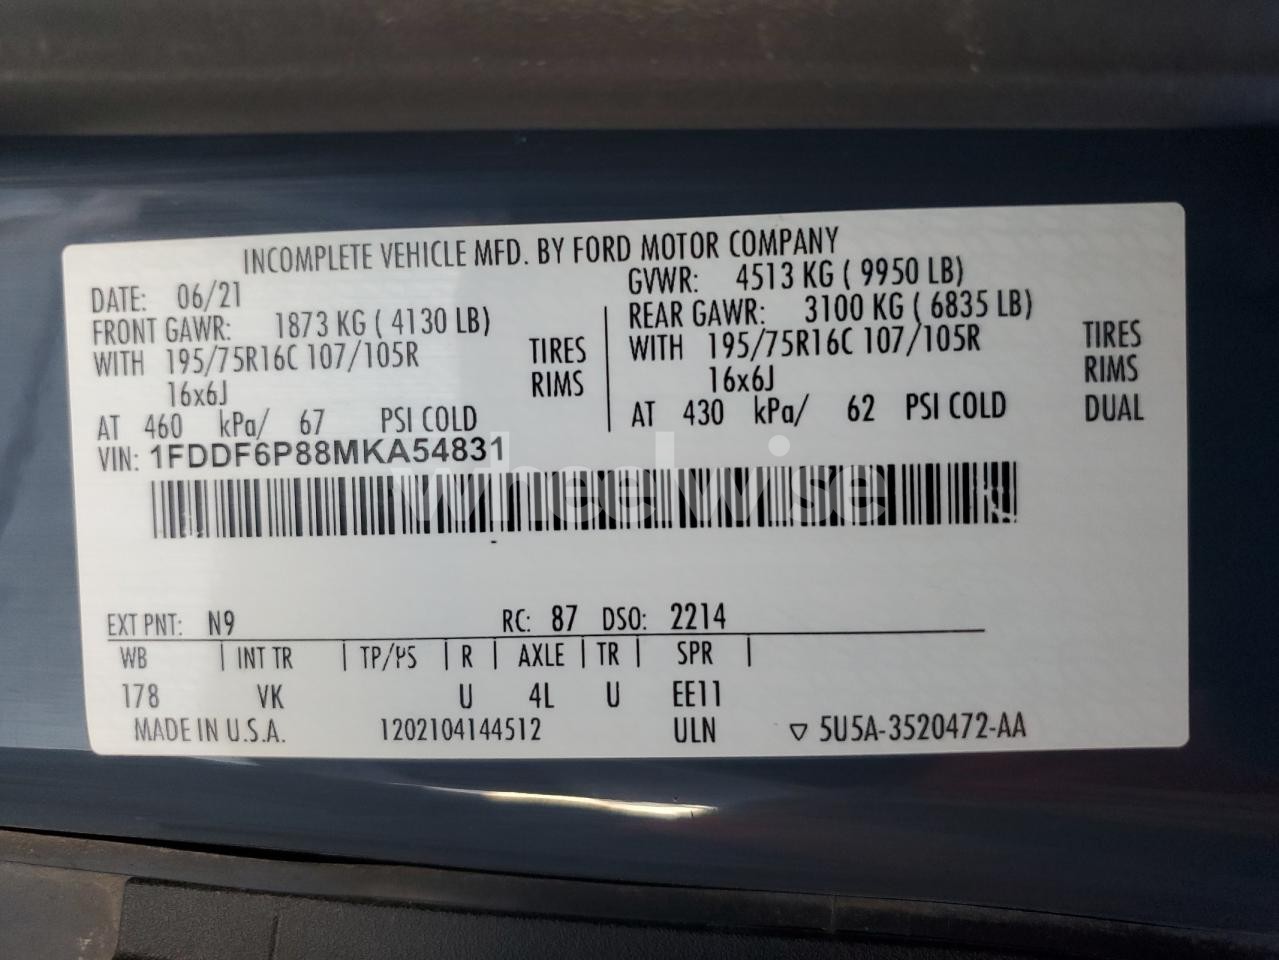 INCOMPLETE VEHICLE MFD. BY FORD MOTOR COMPANY
DATE: 06/21 GVWR: 4513 KG ( 9950 LB)
FRONT GAWR: 1873 KG ( 4130 LB) REAR GAWR: 3100 KG ( 6835 LB)
WITH 195/75R16C 107/105R TIRES WITH 195/75R16C 107/105R TIRES
16x6J RIMS 16x6J RIMS
AT 460 kPa/ 67 PSI COLD AT 430 kPa/ 62 PSI COLD DUAL
VIN: 1FDDF6P88MKA54831
wheelwise
EXT PNT: N9 RC: 87 DSO: 2214
WB | INT TR | TP/PS | R | AXLE | TR | SPR |
178 VK U 4L U EE11
MADE IN U.S.A. 1202104144512 ULN ▽ 5U5A-3520472-AA